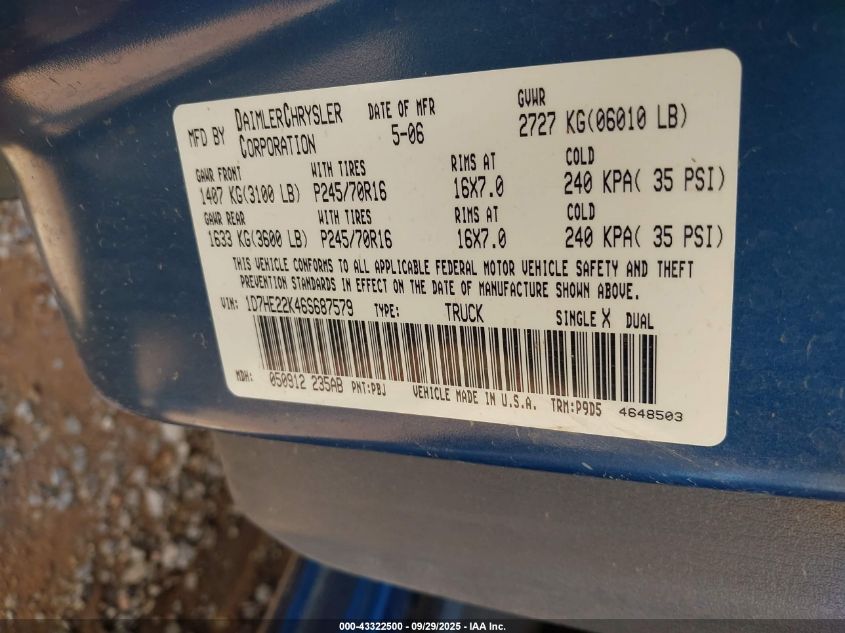 MFD BY DAIMLERCHRYSLER CORPORATION DATE OF MFR 5-06 GVWR 2727 KG(06010 LB)
GAWR FRONT WITH TIRES RIMS AT COLD
1407 KG(3100 LB) P245/70R16 16X7.0 240 KPA( 35 PSI)
GAWR REAR WITH TIRES RIMS AT COLD
1633 KG(3600 LB) P245/70R16 16X7.0 240 KPA( 35 PSI)
THIS VEHICLE CONFORMS TO ALL APPLICABLE FEDERAL MOTOR VEHICLE SAFETY AND THEFT
PREVENTION STANDARDS IN EFFECT ON THE DATE OF MANUFACTURE SHOWN ABOVE.
VIN: 1D7HE22K46S687579 TYPE: TRUCK SINGLE X DUAL
MDH: 050912 235AB PNT:PBJ VEHICLE MADE IN U.S.A. TRM:P9D5 4648503
000-43322500 - 09/29/2025 - IAA Inc.